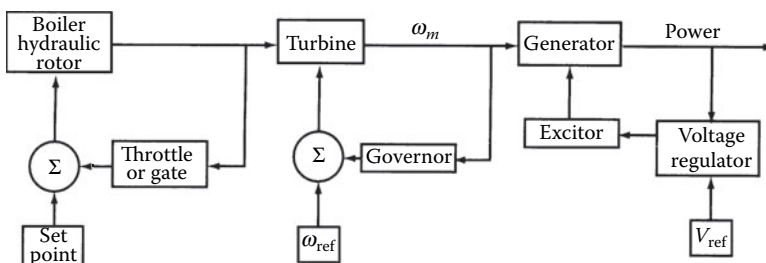 Boiler
hydraulic
rotor
Turbine
ω_m
Generator
Power
Σ
Throttle
or gate
Σ
Governor
Excitor
Voltage
regulator
Set
point
ω_ref
V_ref